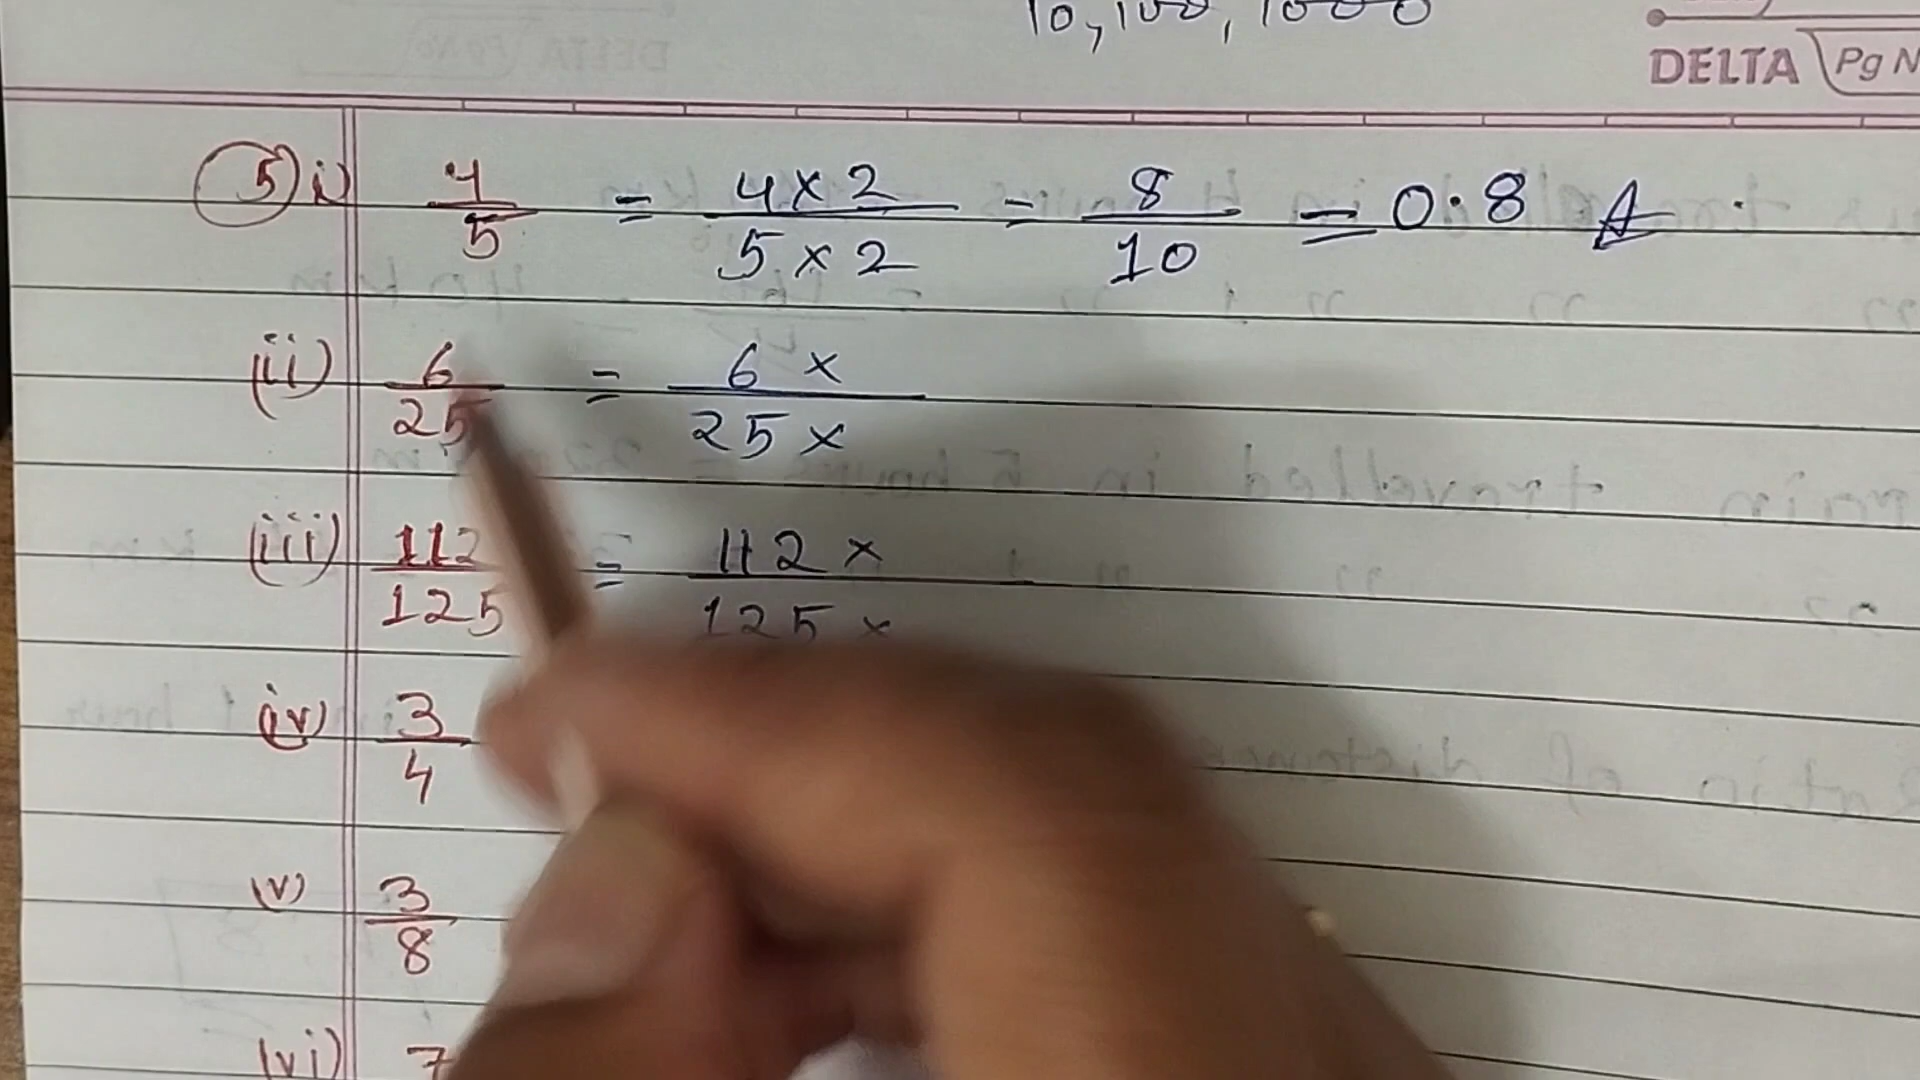 10, 100, 1000
DELTA Pg N
5) i) 4/5 = 4 × 2 / 5 × 2 = 8/10 = 0.8 A
(ii) 6/25 = 6 × / 25 ×
(iii) 112/125 = 112 × / 125 ×
(iv) 3/4
(v) 3/8
(vi) 7